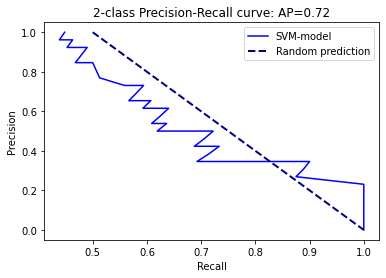 2-class Precision-Recall curve: AP=0.72
SVM-model
Random prediction
Precision
1.0
0.8
0.6
0.4
0.2
0.0
0.5 0.6 0.7 0.8 0.9 1.0
Recall